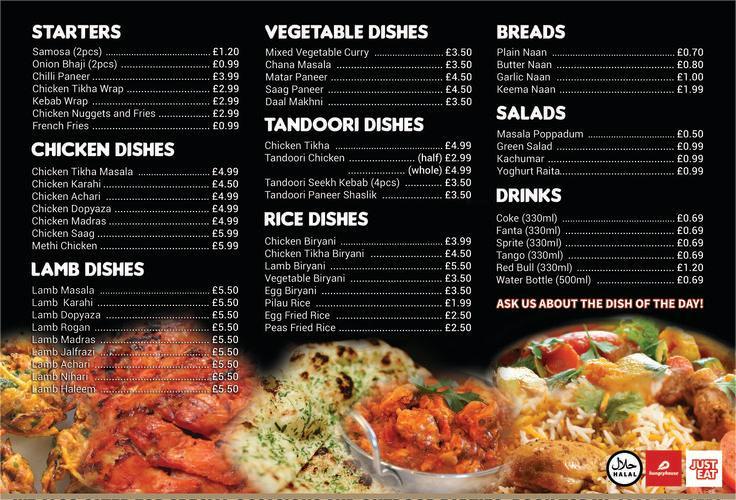 STARTERS
Samosa (2pcs) £1.20
Onion Bhaji (2pcs) £0.99
Chilli Paneer £3.99
Chicken Tikha Wrap £2.99
Kebab Wrap £2.99
Chicken Nuggets and Fries £2.99
French Fries £0.99
CHICKEN DISHES
Chicken Tikha Masala £4.99
Chicken Karahi £4.50
Chicken Achari £4.99
Chicken Dopyaza £4.99
Chicken Madras £4.99
Chicken Saag £5.99
Methi Chicken £5.99
LAMB DISHES
Lamb Masala £5.50
Lamb Karahi £5.50
Lamb Dopyaza £5.50
Lamb Rogan £5.50
Lamb Madras £5.50
Lamb Jalfrazi £5.50
Lamb Achari £5.50
Lamb Nihari £5.50
Lamb Haleem £5.50
VEGETABLE DISHES
Mixed Vegetable Curry £3.50
Chana Masala £3.50
Matar Paneer £4.50
Saag Paneer £4.50
Daal Makhni £3.50
TANDOORI DISHES
Chicken Tikha £4.99
Tandoori Chicken (half) £2.99
(whole) £4.99
Tandoori Seekh Kebab (4pcs) £3.50
Tandoori Paneer Shaslik £3.50
RICE DISHES
Chicken Biryani £3.99
Chicken Tikha Biryani £4.50
Lamb Biryani £5.50
Vegetable Biryani £3.50
Egg Biryani £3.50
Pilau Rice £1.99
Egg Fried Rice £2.50
Peas Fried Rice £2.50
BREADS
Plain Naan £0.70
Butter Naan £0.80
Garlic Naan £1.00
Keema Naan £1.99
SALADS
Masala Poppadum £0.50
Green Salad £0.99
Kachumar £0.99
Yoghurt Raita £0.99
DRINKS
Coke (330ml) £0.69
Fanta (330ml) £0.69
Sprite (330ml) £0.69
Tango (330ml) £0.69
Red Bull (330ml) £1.20
Water Bottle (500ml) £0.69
ASK US ABOUT THE DISH OF THE DAY!
حلال
HALAL
hungryhouse
JUST
EAT